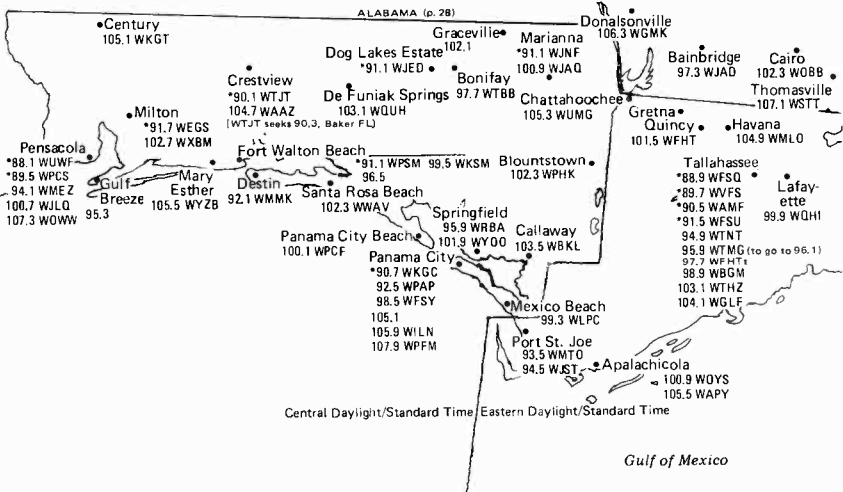 ALABAMA (p. 28)
Century
105.1 WKGT
Graceville
102.1
Marianna
*91.1 WJNF
100.9 WJAQ
Donalsonville
106.3 WGMK
Bainbridge
97.3 WJAD
Cairo
102.3 WOBB
Thomasville
107.1 WSTT
Dog Lakes Estate
*91.1 WJED
Bonifay
97.7 WTBB
Crestview
*90.1 WTJT
104.7 WAAZ
[WTJT seeks 90.3, Baker FL]
De Funiak Springs
103.1 WQUH
Chattahoochee
105.3 WUMG
Gretna
Quincy
101.5 WFHT
Havana
104.9 WMLO
Milton
*91.7 WEGS
102.7 WXBM
Pensacola
*88.1 WUWF
*89.5 WPCS
94.1 WMEZ
100.7 WJLQ
107.3 WOWW
Gulf
Breeze
95.3
Mary
Esther
105.5 WYZB
Fort Walton Beach
*91.1 WPSM 99.5 WKSM
96.5
Destin
92.1 WMMK
Santa Rosa Beach
102.3 WWAV
Blountstown
102.3 WPHK
Tallahassee
*88.9 WFSQ
*89.7 WVFS
*90.5 WAMF
*91.5 WFSU
94.9 WTNT
95.9 WTMG (to go to 96.1)
97.7 WFHTt
98.9 WBGM
103.1 WTHZ
104.1 WGLF
Lafay-
ette
99.9 WQHI
Springfield
95.9 WRBA
101.9 WYOO
Callaway
103.5 WBKL
Panama City Beach
100.1 WPCF
Panama City
*90.7 WKGC
92.5 WPAP
98.5 WFSY
105.1
105.9 WILN
107.9 WPFM
Mexico Beach
99.3 WLPC
Port St. Joe
93.5 WMTO
94.5 WJST
Apalachicola
100.9 WOYS
105.5 WAPY
Central Daylight/Standard Time Eastern Daylight/Standard Time
Gulf of Mexico